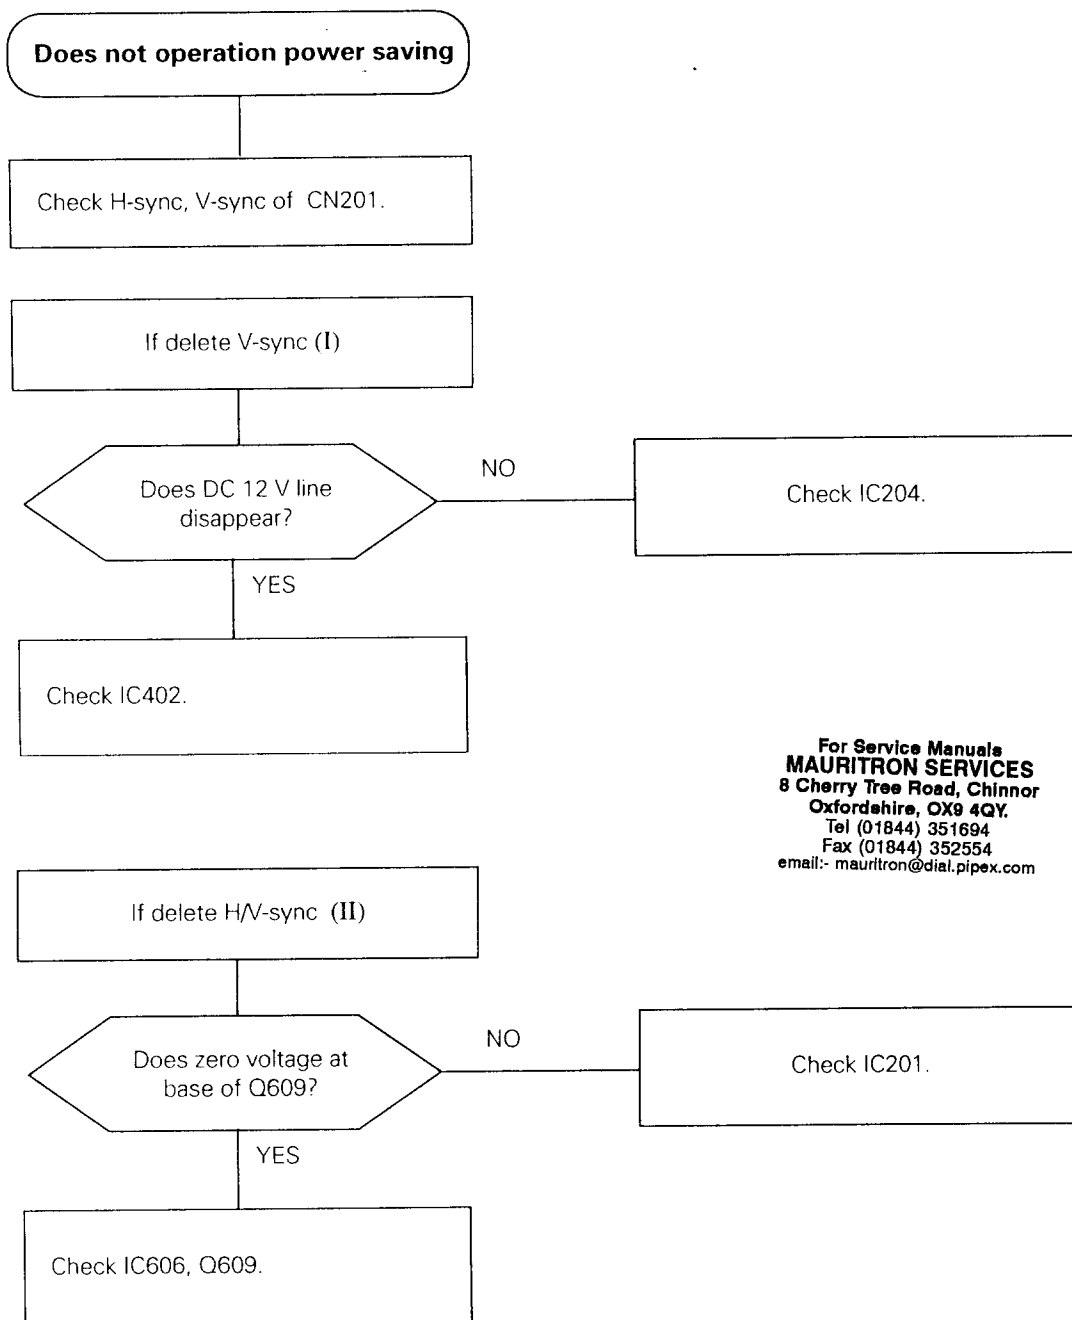 Does not operation power saving
Check H-sync, V-sync of CN201.
If delete V-sync (I)
Does DC 12 V line
disappear?
NO
Check IC204.
YES
Check IC402.
For Service Manuals
MAURITRON SERVICES
8 Cherry Tree Road, Chinnor
Oxfordshire, OX9 4QY.
Tel (01844) 351694
Fax (01844) 352554
email:- mauritron@dial.pipex.com
If delete H/V-sync (II)
Does zero voltage at
base of Q609?
NO
Check IC201.
YES
Check IC606, Q609.